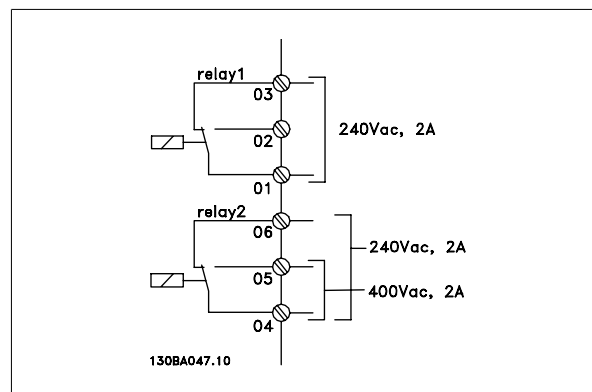 relay1
03
02
240Vac, 2A
01
relay2
06
240Vac, 2A
05
400Vac, 2A
04
130BA047.10